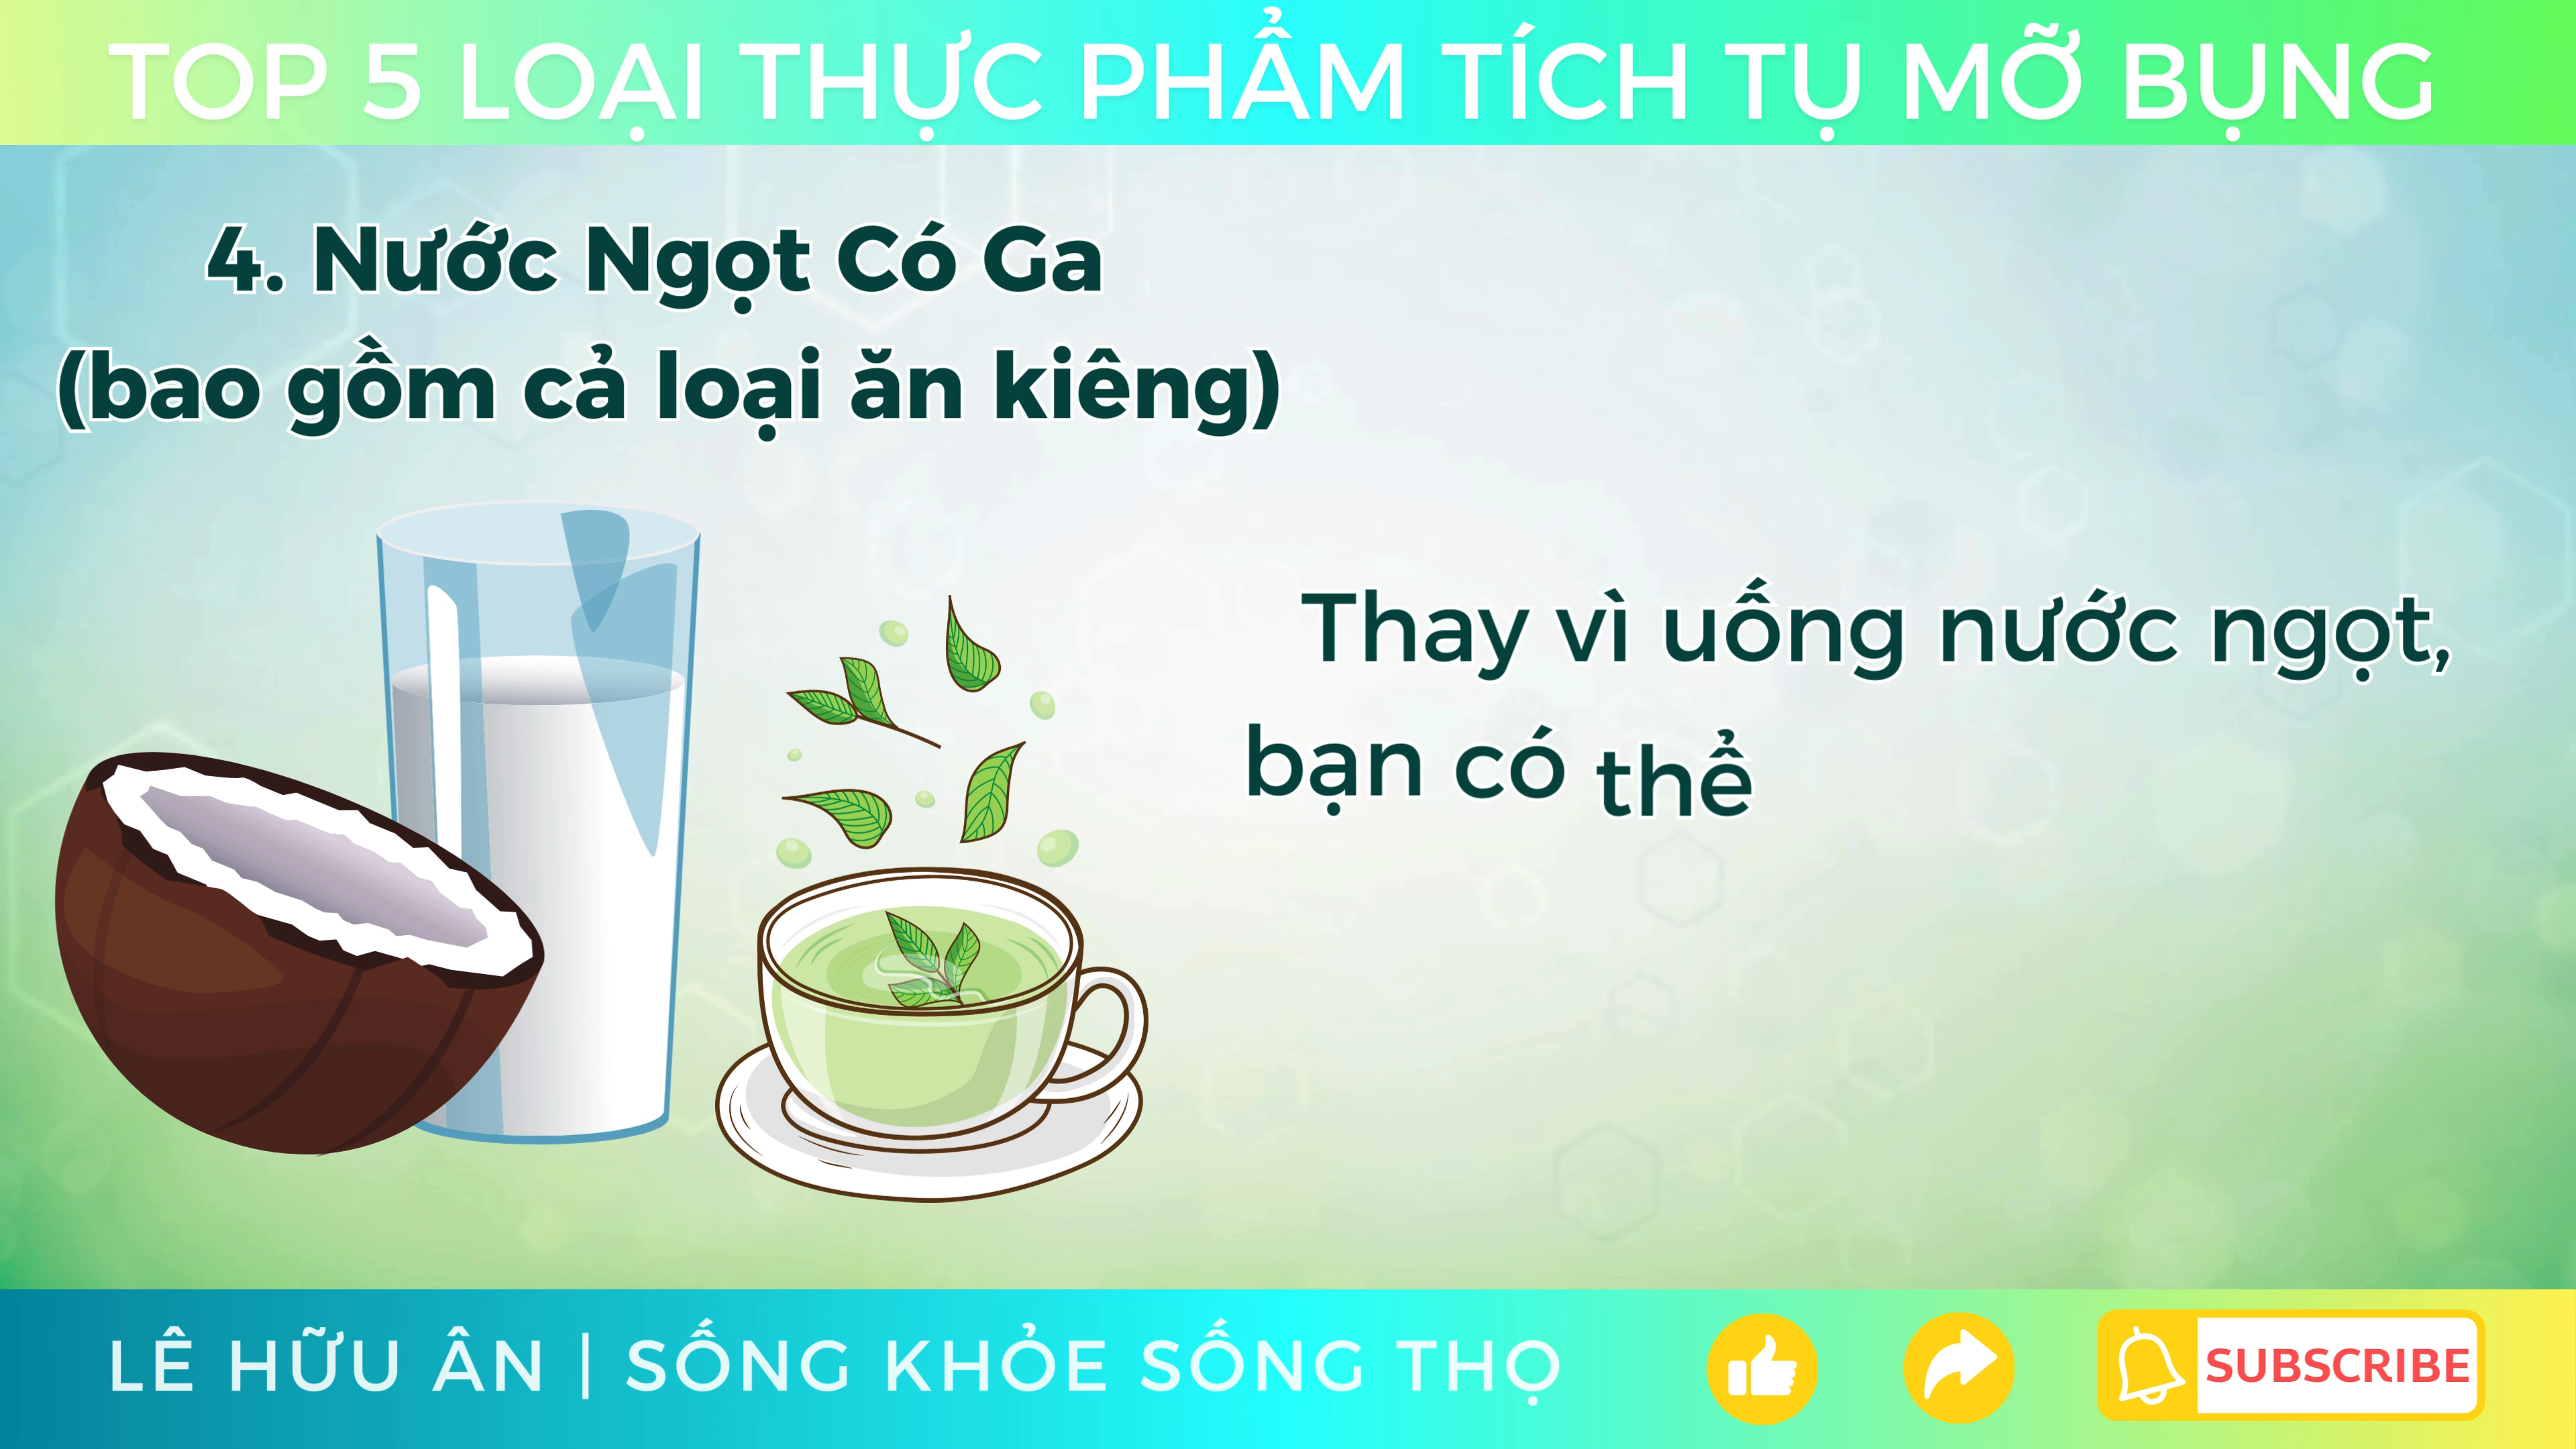 TOP 5 LOẠI THỰC PHẨM TÍCH TỤ MỠ BỤNG
4. Nước Ngọt Có Ga
(bao gồm cả loại ăn kiêng)
Thay vì uống nước ngọt,
bạn có thể
LÊ HỮU ÂN | SỐNG KHỎE SỐNG THỌ
SUBSCRIBE